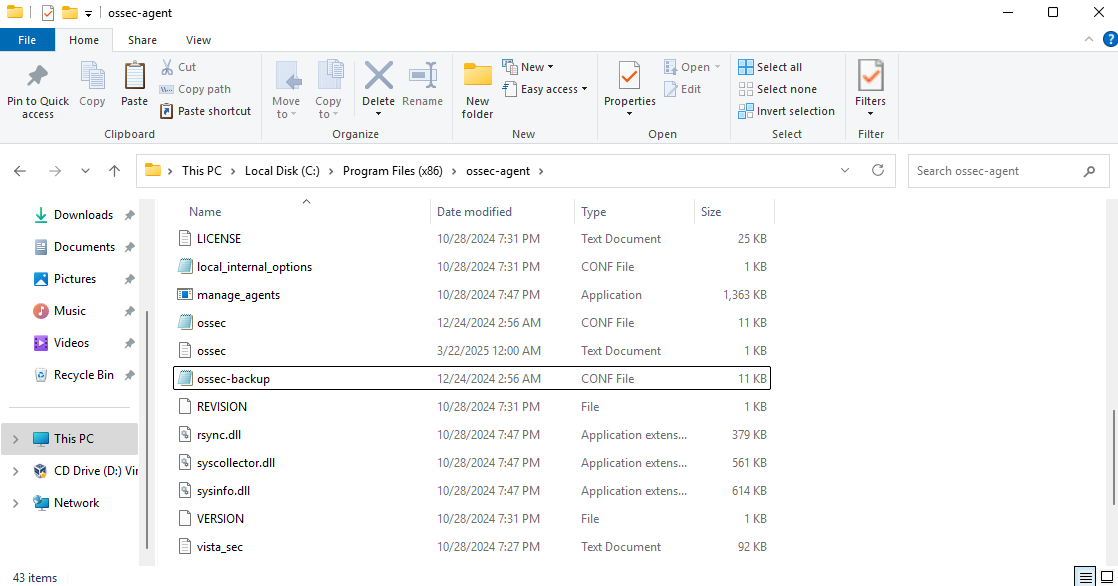 ossec-agent
File Home Share View
Pin to Quick access
Copy
Paste
Cut
Copy path
Paste shortcut
Clipboard
Move to
Copy to
Delete
Rename
Organize
New folder
New
Easy access
New
Properties
Open
Edit
Open
Select all
Select none
Invert selection
Select
Filters
Filter
This PC Local Disk (C:) Program Files (x86) ossec-agent
Search ossec-agent
Downloads
Documents
Pictures
Music
Videos
Recycle Bin
This PC
CD Drive (D:) Vir
Network
Name Date modified Type Size
LICENSE 10/28/2024 7:31 PM Text Document 25 KB
local_internal_options 10/28/2024 7:31 PM CONF File 1 KB
manage_agents 10/28/2024 7:47 PM Application 1,363 KB
ossec 12/24/2024 2:56 AM CONF File 11 KB
ossec 3/22/2025 12:00 AM Text Document 1 KB
ossec-backup 12/24/2024 2:56 AM CONF File 11 KB
REVISION 10/28/2024 7:31 PM File 1 KB
rsync.dll 10/28/2024 7:47 PM Application extens... 379 KB
syscollector.dll 10/28/2024 7:47 PM Application extens... 561 KB
sysinfo.dll 10/28/2024 7:47 PM Application extens... 614 KB
VERSION 10/28/2024 7:31 PM File 1 KB
vista_sec 10/28/2024 7:27 PM Text Document 92 KB
43 items